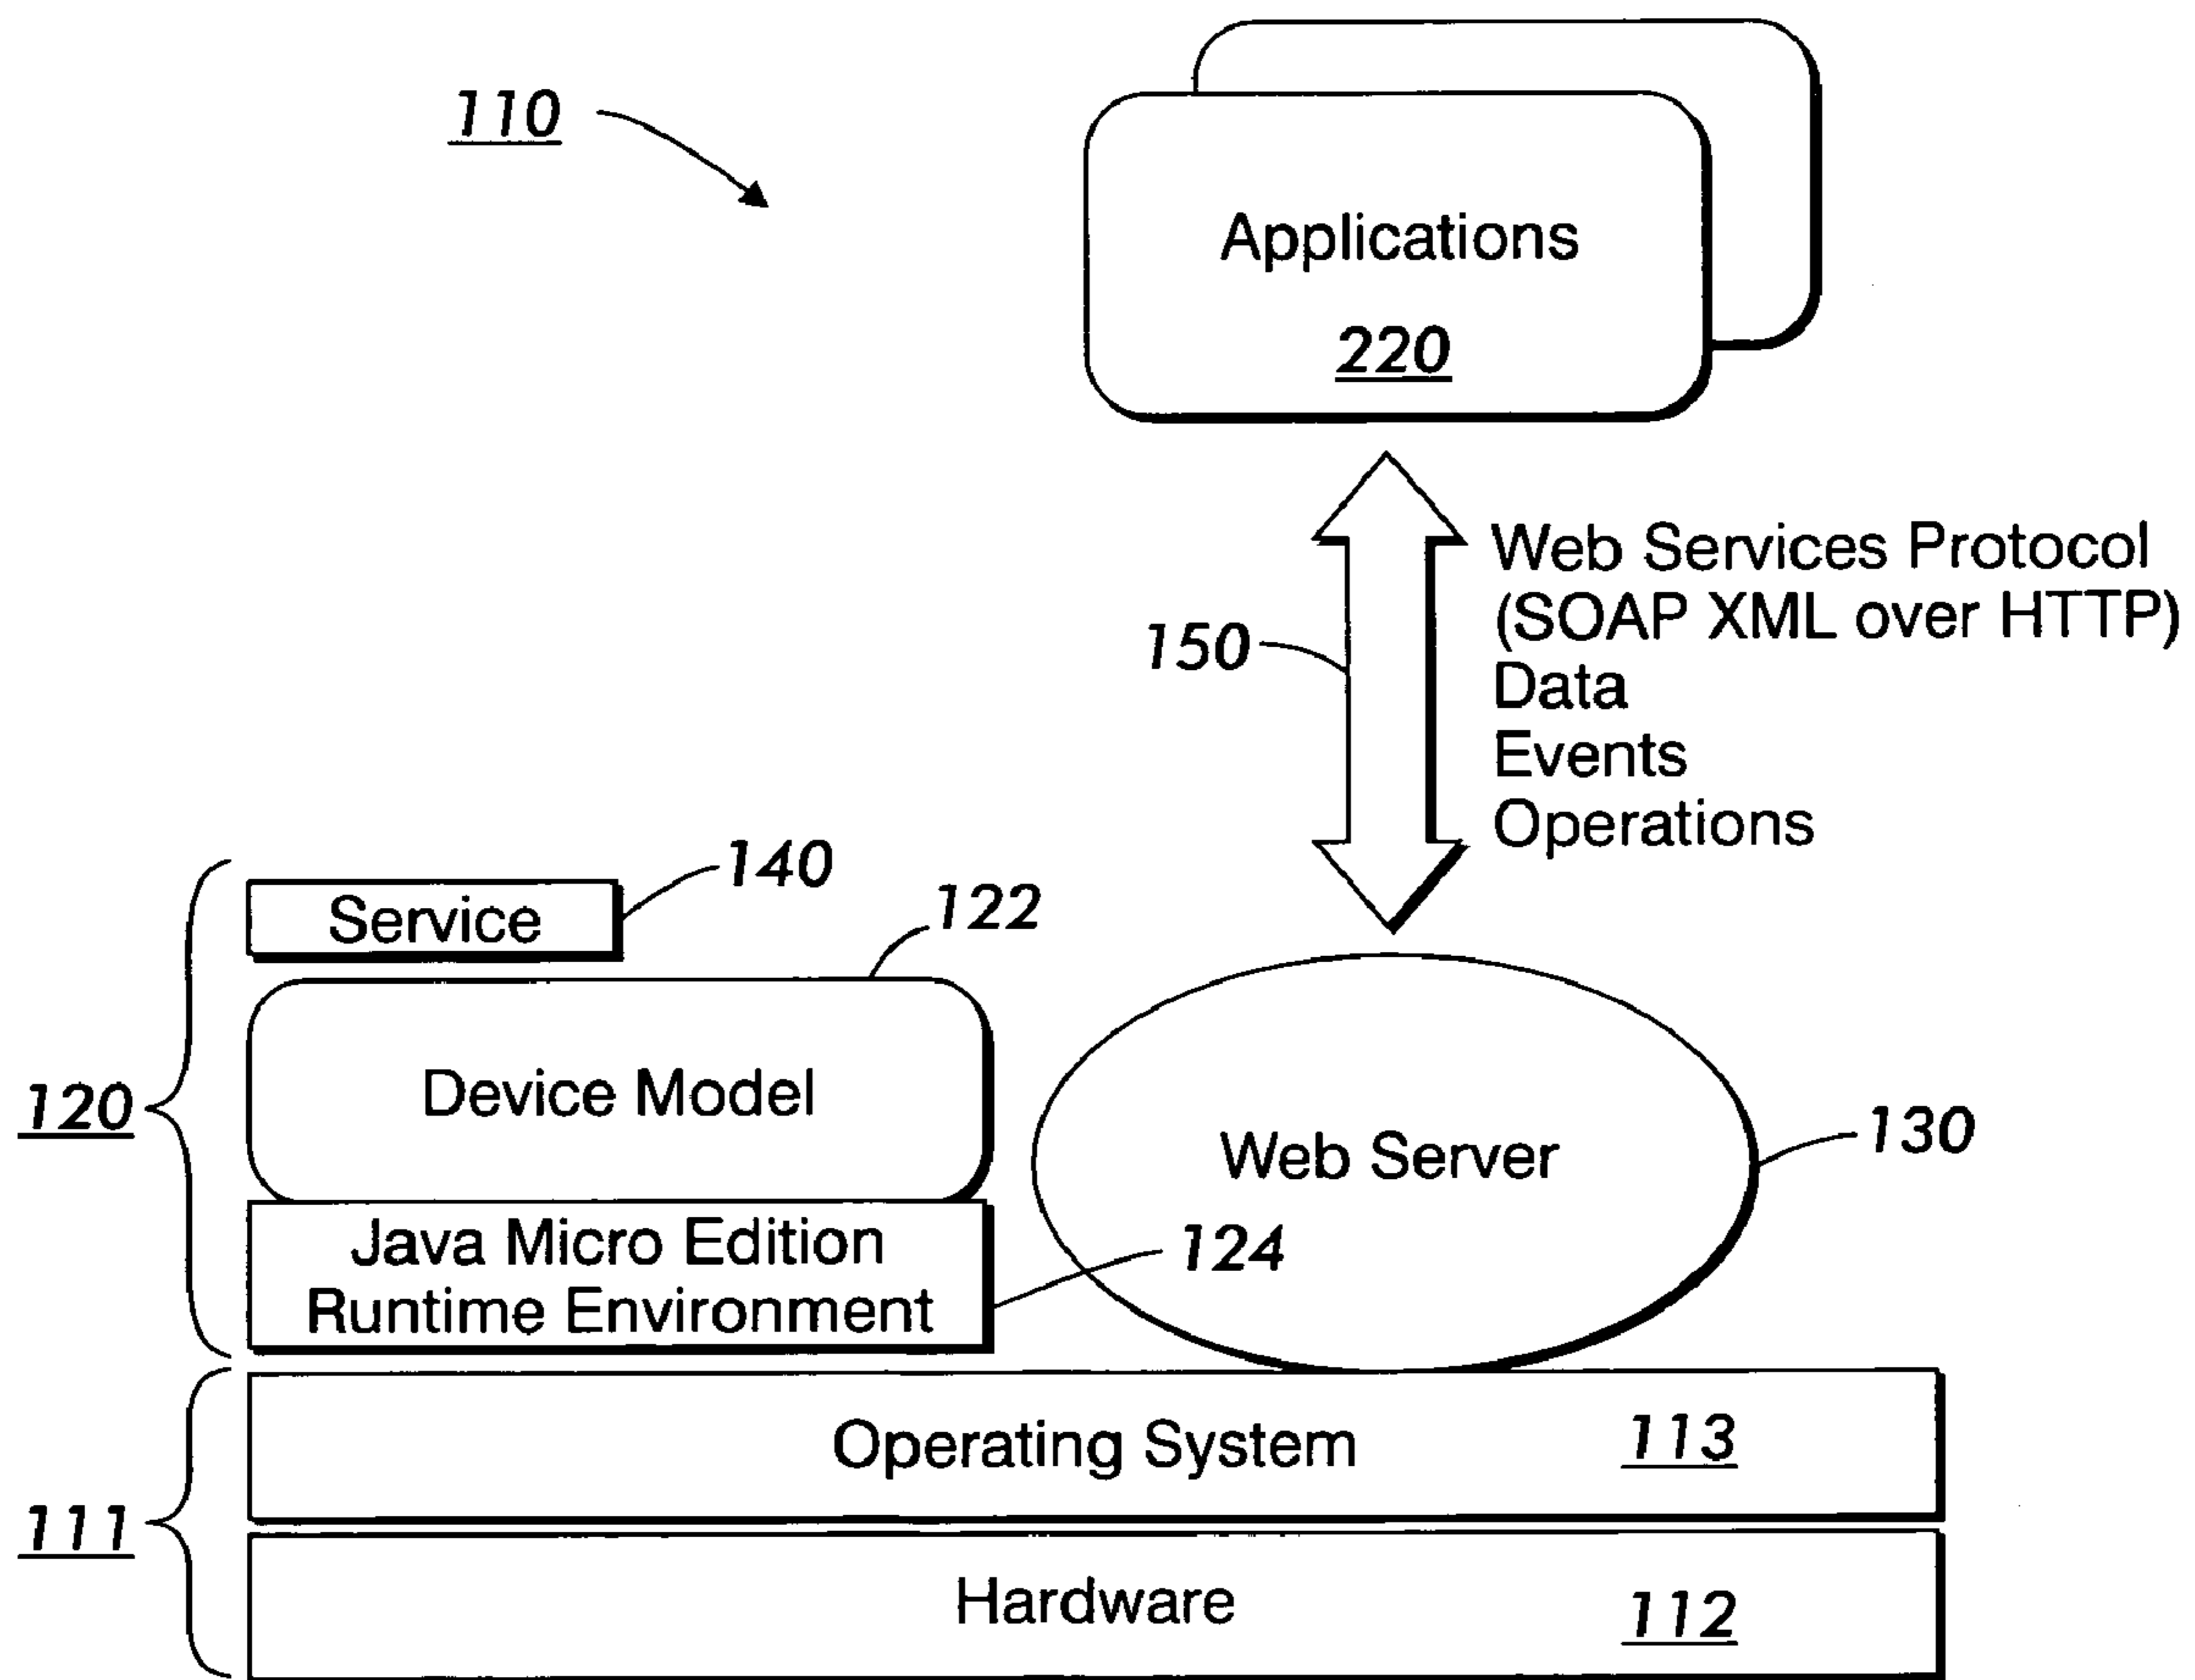 110
Applications
220
150
Web Services Protocol
(SOAP XML over HTTP)
Data
Events
Operations
140
Service
122
120
Device Model
Web Server
130
124
Java Micro Edition
Runtime Environment
Operating System
113
111
Hardware
112